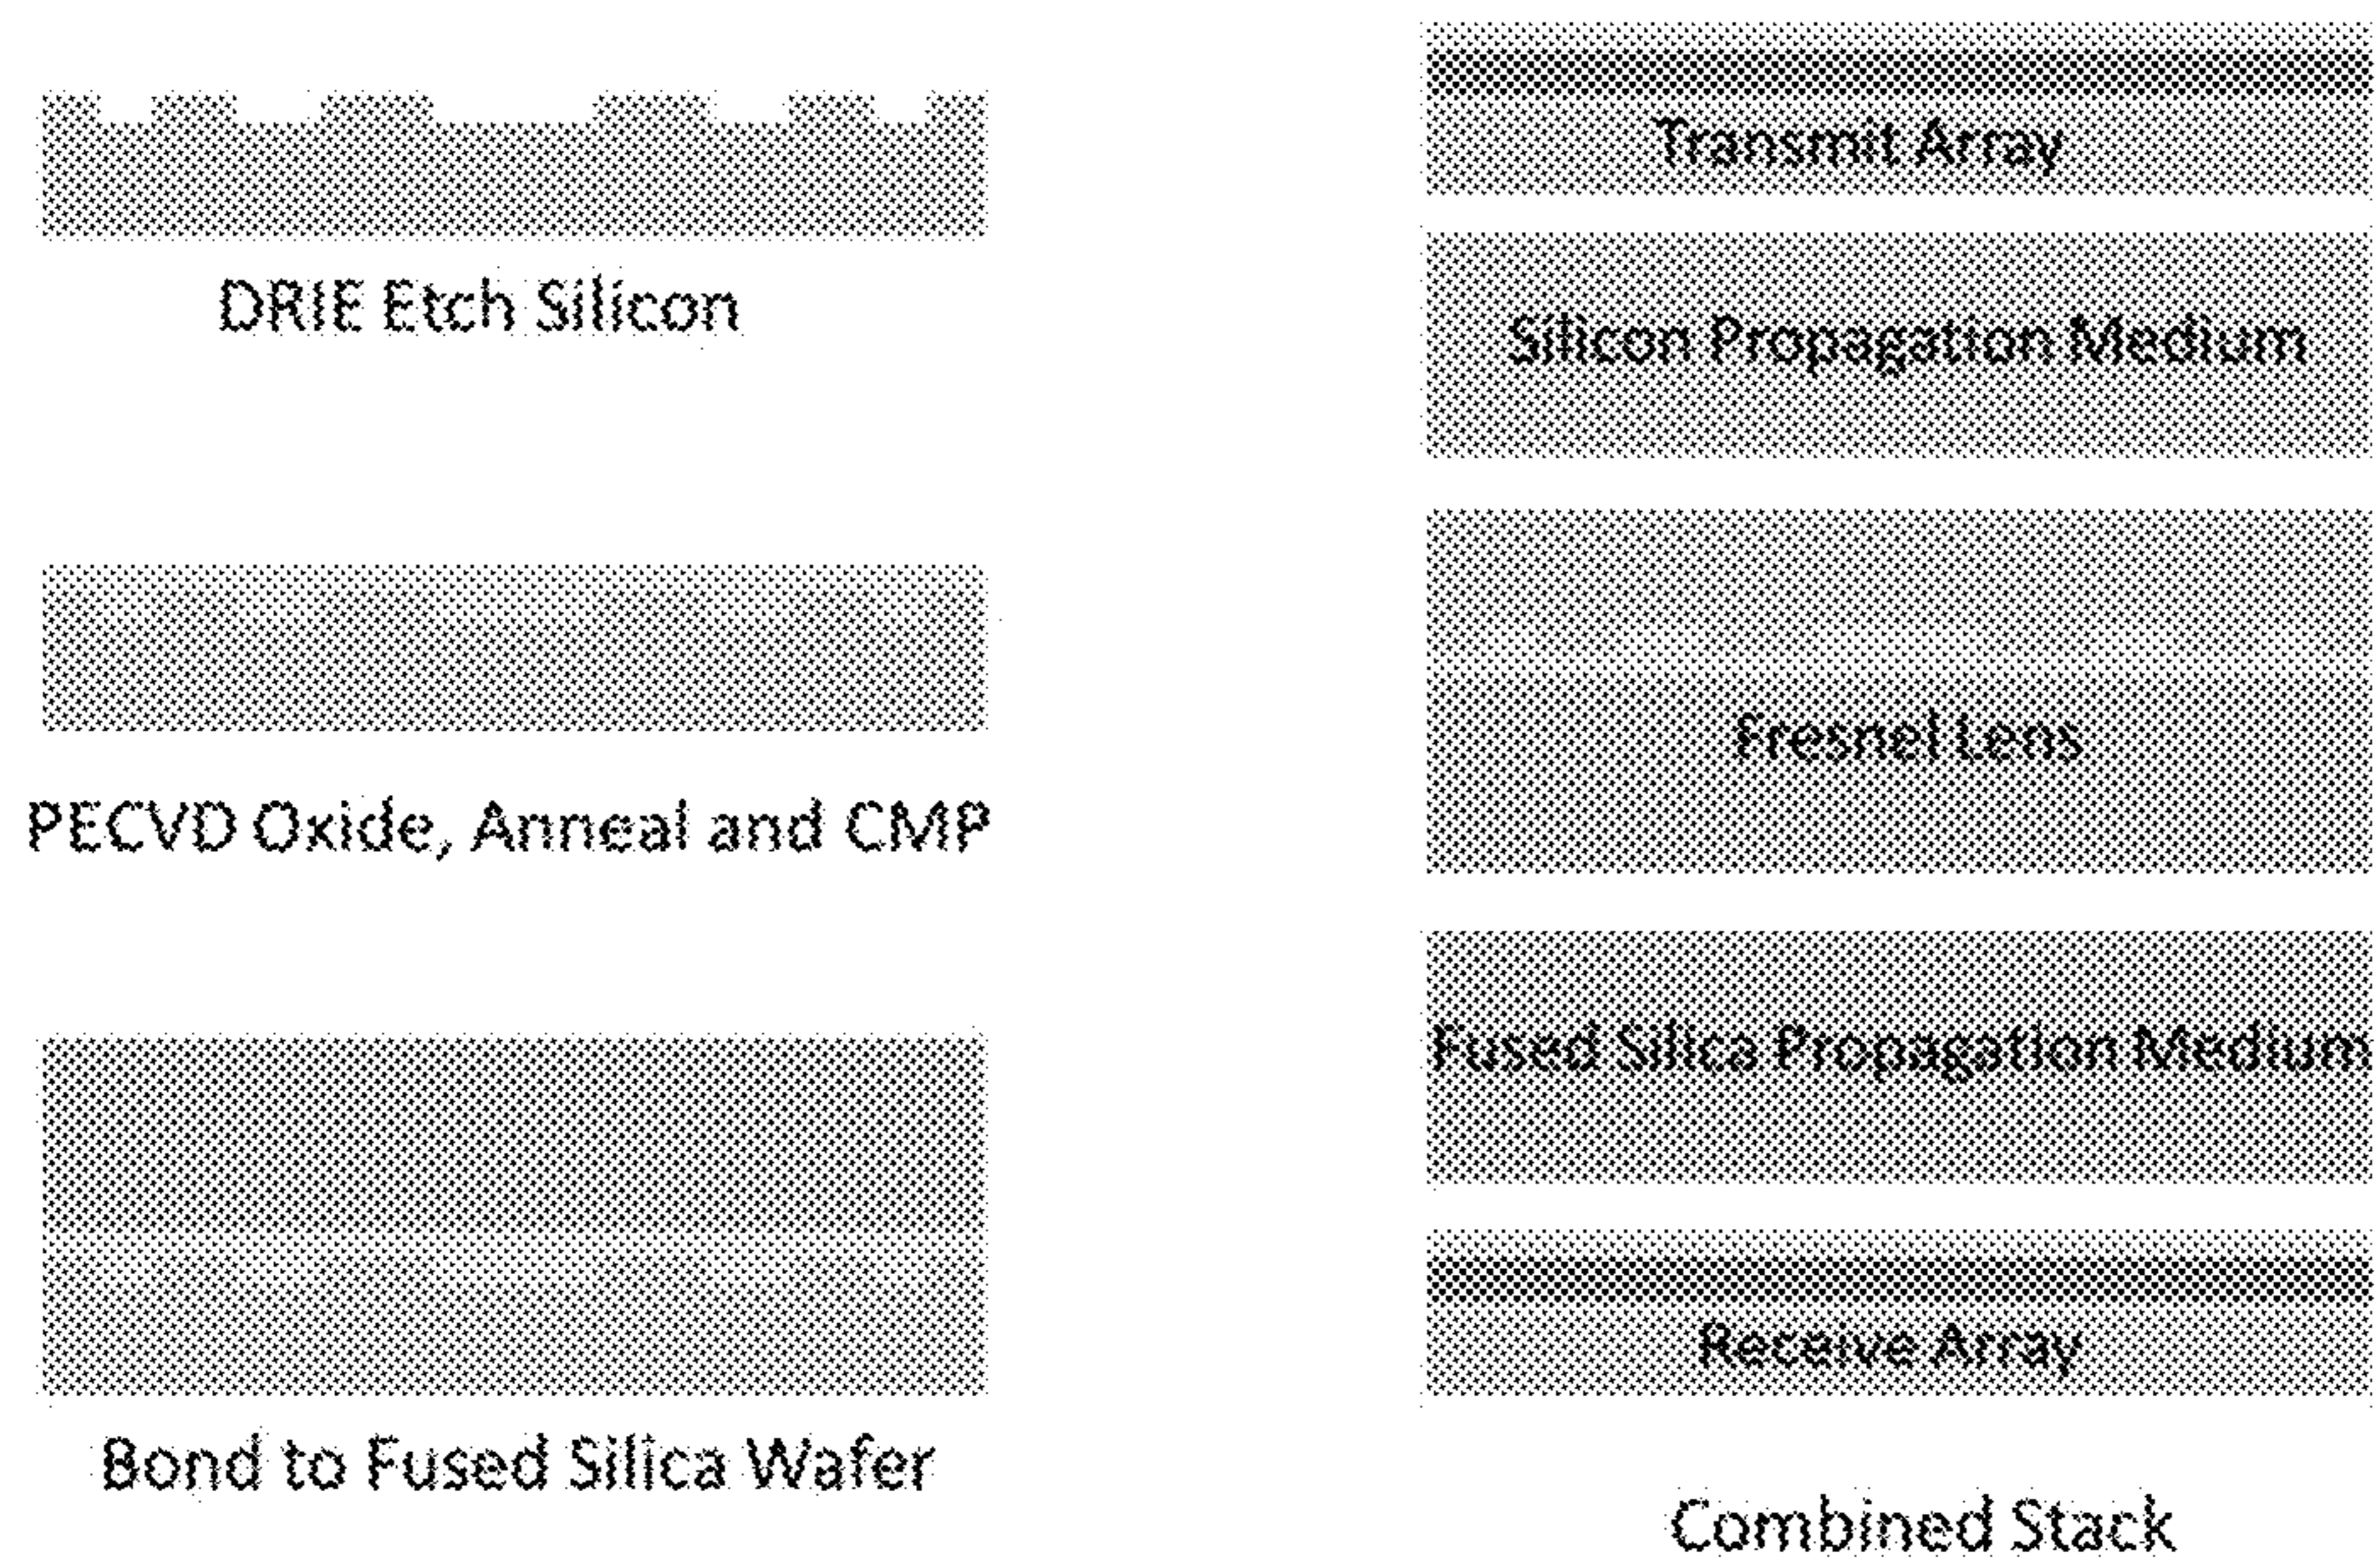 DRIE Etch Silicon
PECVD Oxide, Anneal and CMP
Bond to Fused Silica Wafer
Transmit Array
Silicon Propagation Medium
Fresnel Lens
Fused Silica Propagation Medium
Receive Array
Combined Stack